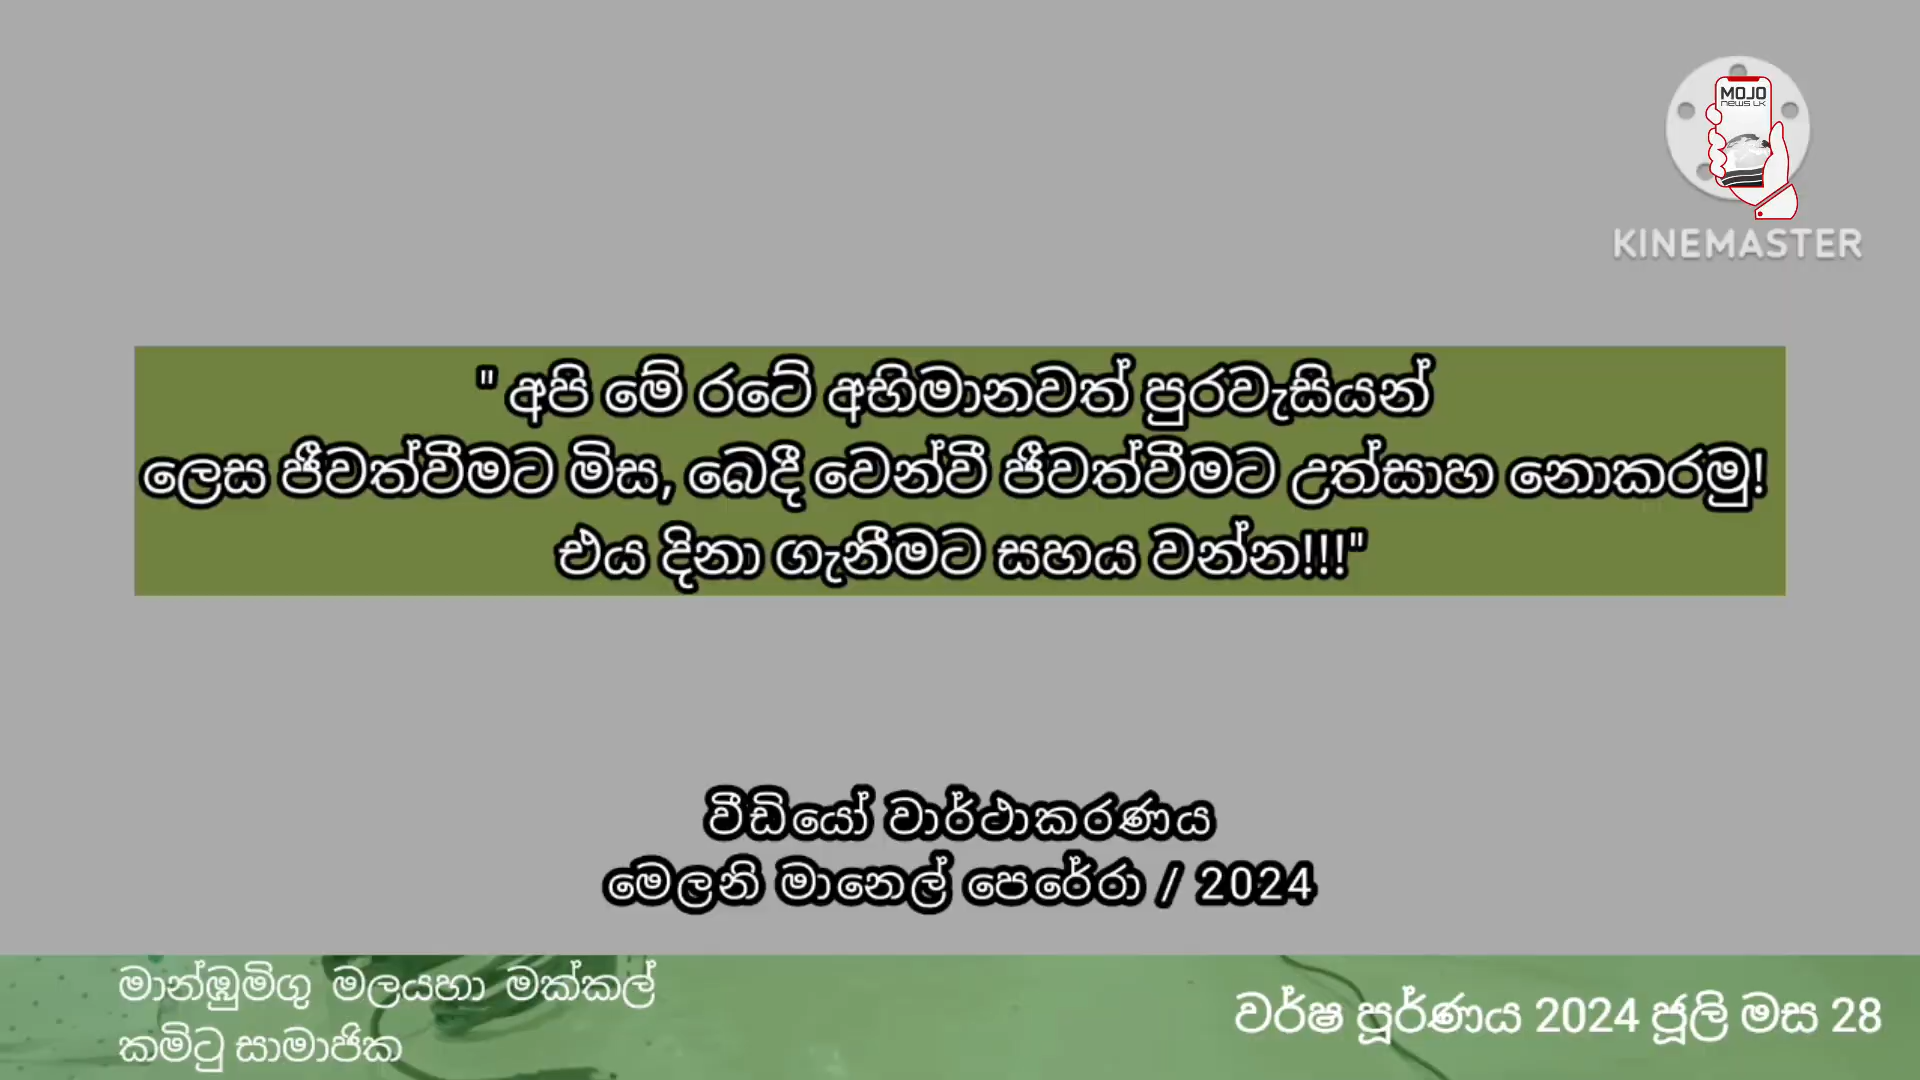 MOJO
news LK
KINEMASTER
" අපි මේ රටේ අභිමානවත් පුරවැසියන්
ලෙස ජීවත්වීමට මිස, බෙදී වෙන්වී ජීවත්වීමට උත්සාහ නොකරමු!
එය දිනා ගැනීමට සහය වන්න!!!"
වීඩියෝ වාර්ථාකරණය
මෙලනි මානෙල් පෙරේරා / 2024
මාන්ඹුමිගු මලයහා මක්කල්
කමිටු සාමාජික
වර්ෂ පූර්ණය 2024 ජූලි මස 28